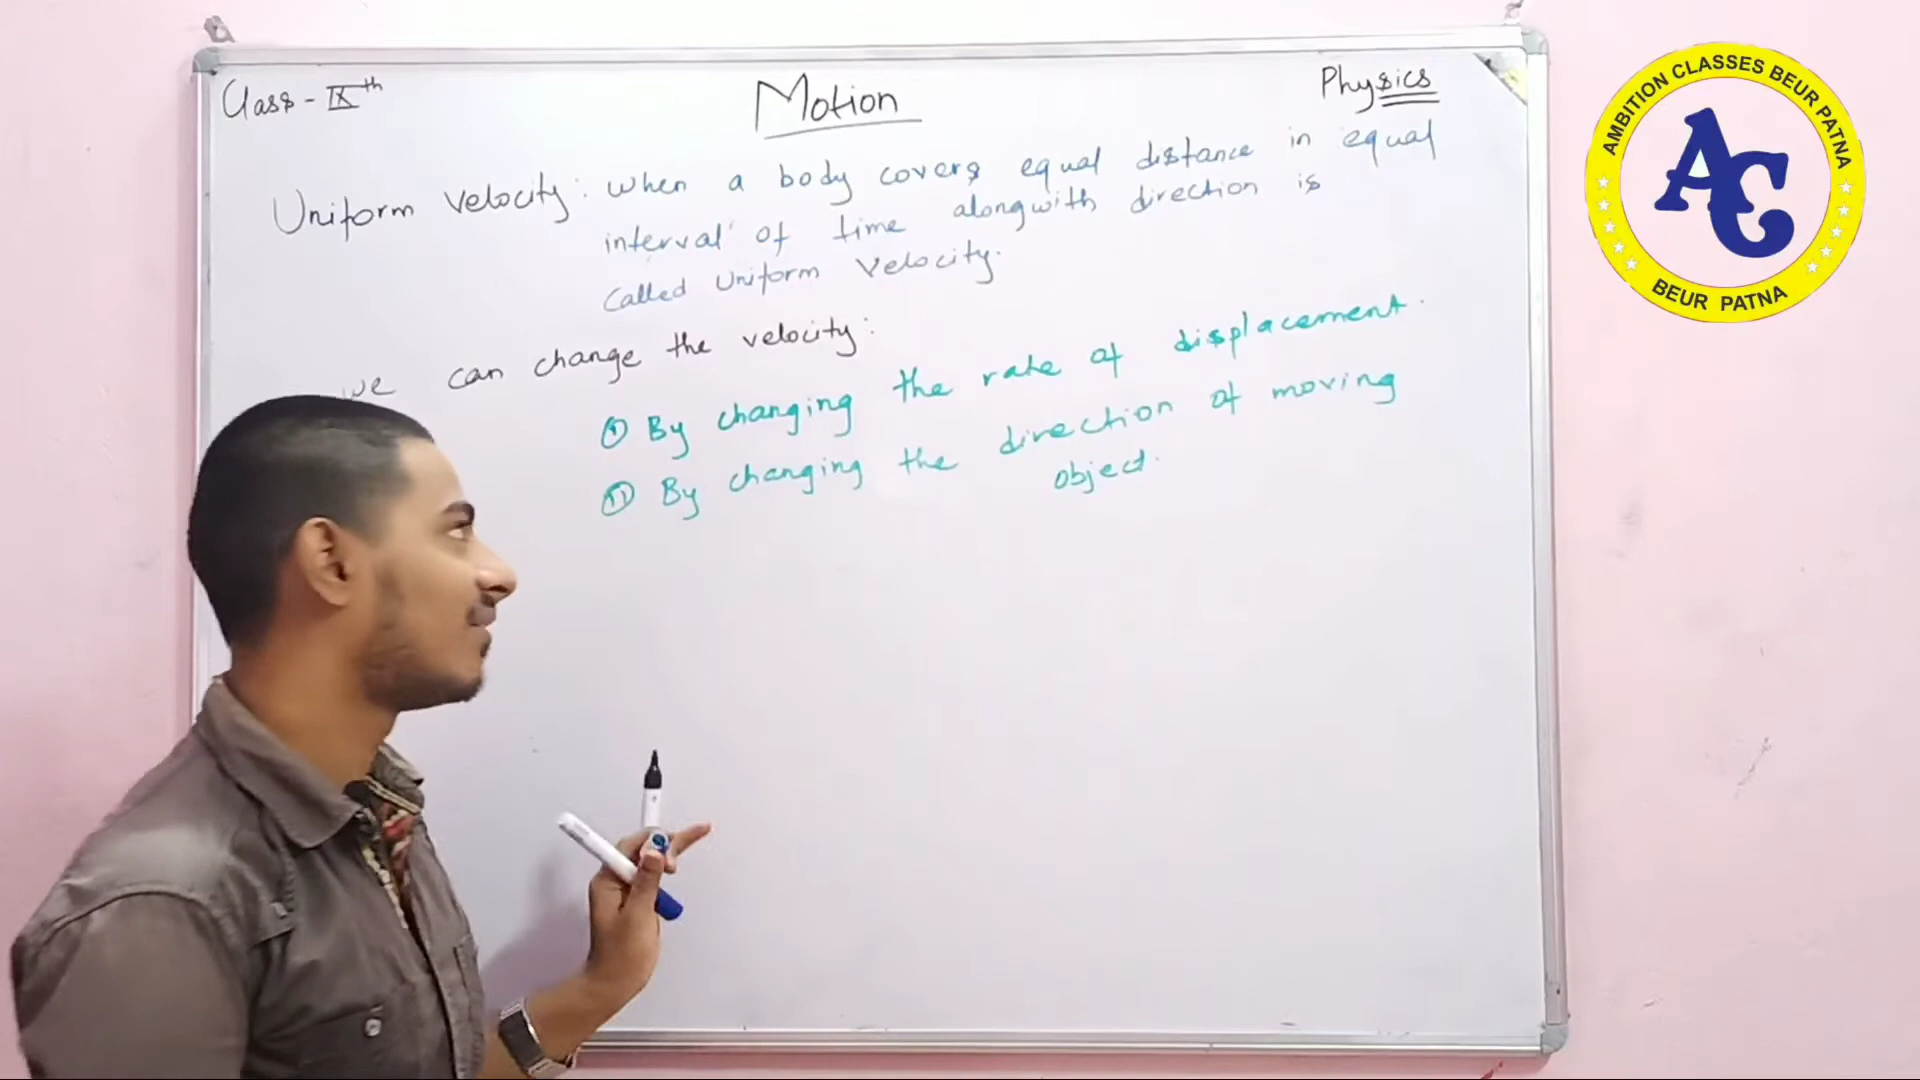 Class - IXth
Motion
Physics
Uniform velocity: when a body covers equal distance in equal
interval of time alongwith direction is
called Uniform Velocity.
we can change the velocity:
(i) By changing the rate of displacement.
(ii) By changing the direction of moving
object.
AMBITION CLASSES BEUR PATNA
AC
BEUR PATNA